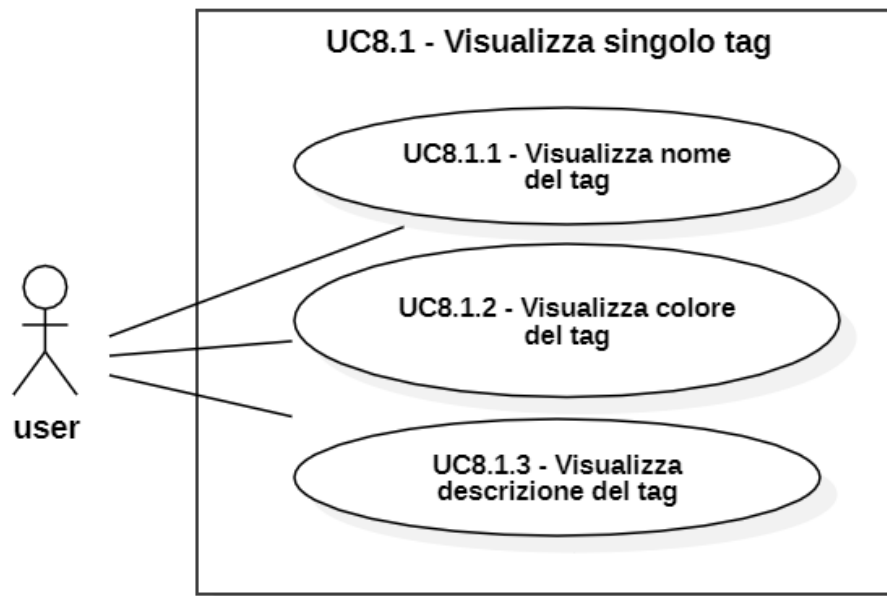 UC8.1 - Visualizza singolo tag
UC8.1.1 - Visualizza nome
del tag
UC8.1.2 - Visualizza colore
del tag
UC8.1.3 - Visualizza
descrizione del tag
user